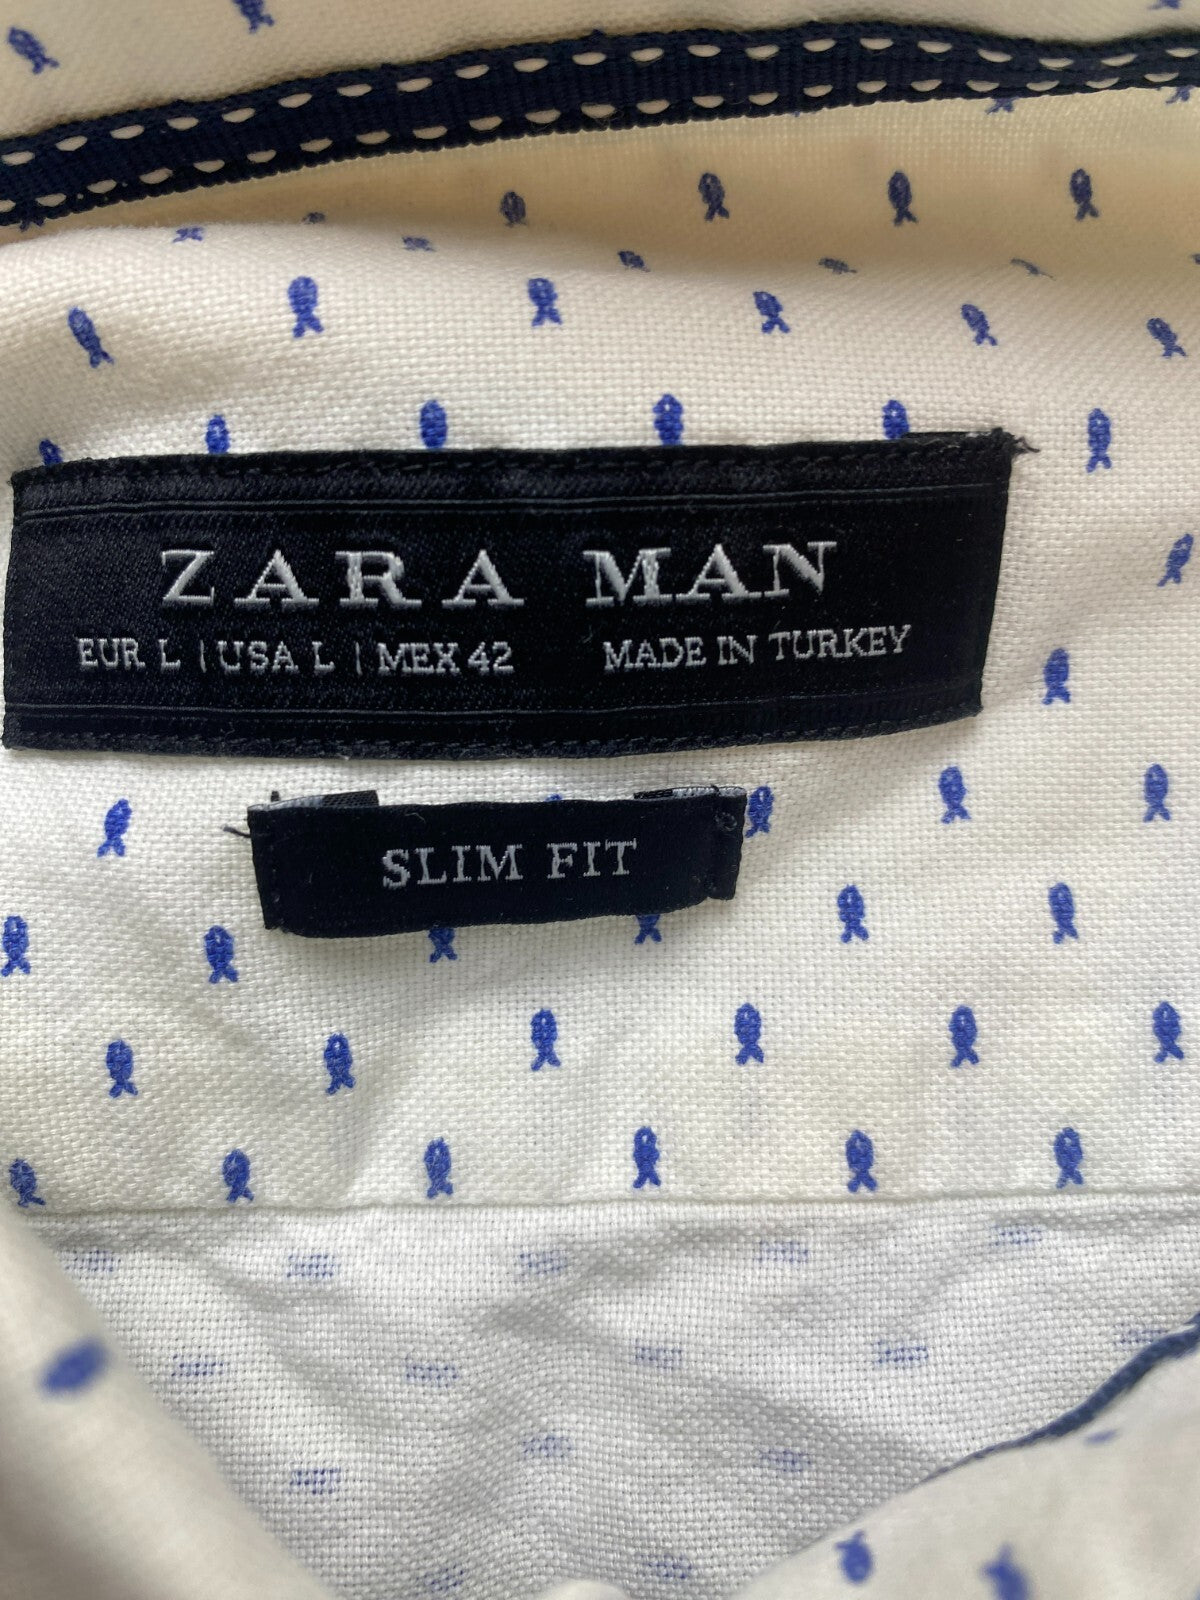 ZARA MAN
EUR L | USA L | MEX 42 MADE IN TURKEY
SLIM FIT